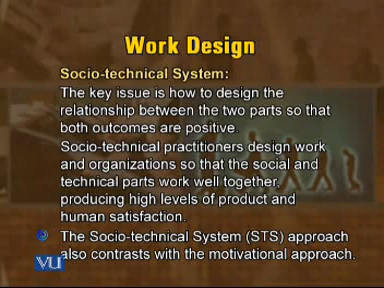 Work Design
Socio-technical System:
The key issue is how to design the
relationship between the two parts so that
both outcomes are positive.
Socio-technical practitioners design work
and organizations so that the social and
technical parts work well together,
producing high levels of product and
human satisfaction.
The Socio-technical System (STS) approach
also contrasts with the motivational approach.
VU